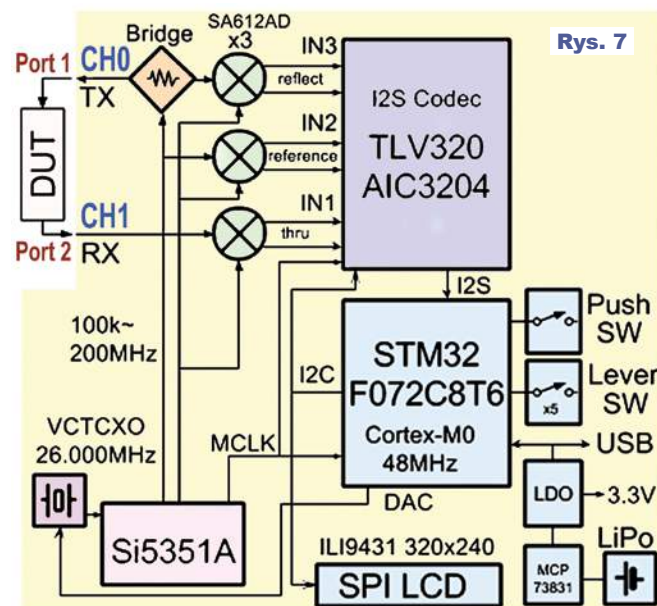 Rys. 7
SA612AD
x3
Bridge
Port 1
CH0
TX
DUT
CH1
Port 2
RX
IN3
reflect
IN2
reference
IN1
thru
I2S Codec
TLV320
AIC3204
I2S
100k~
200MHz
VCTCXO
26.000MHz
Si5351A
MCLK
I2C
STM32
F072C8T6
Cortex-M0
48MHz
DAC
Push
SW
Lever
SW
x5
USB
LDO
3.3V
LiPo
MCP
73831
ILI9431 320x240
SPI LCD